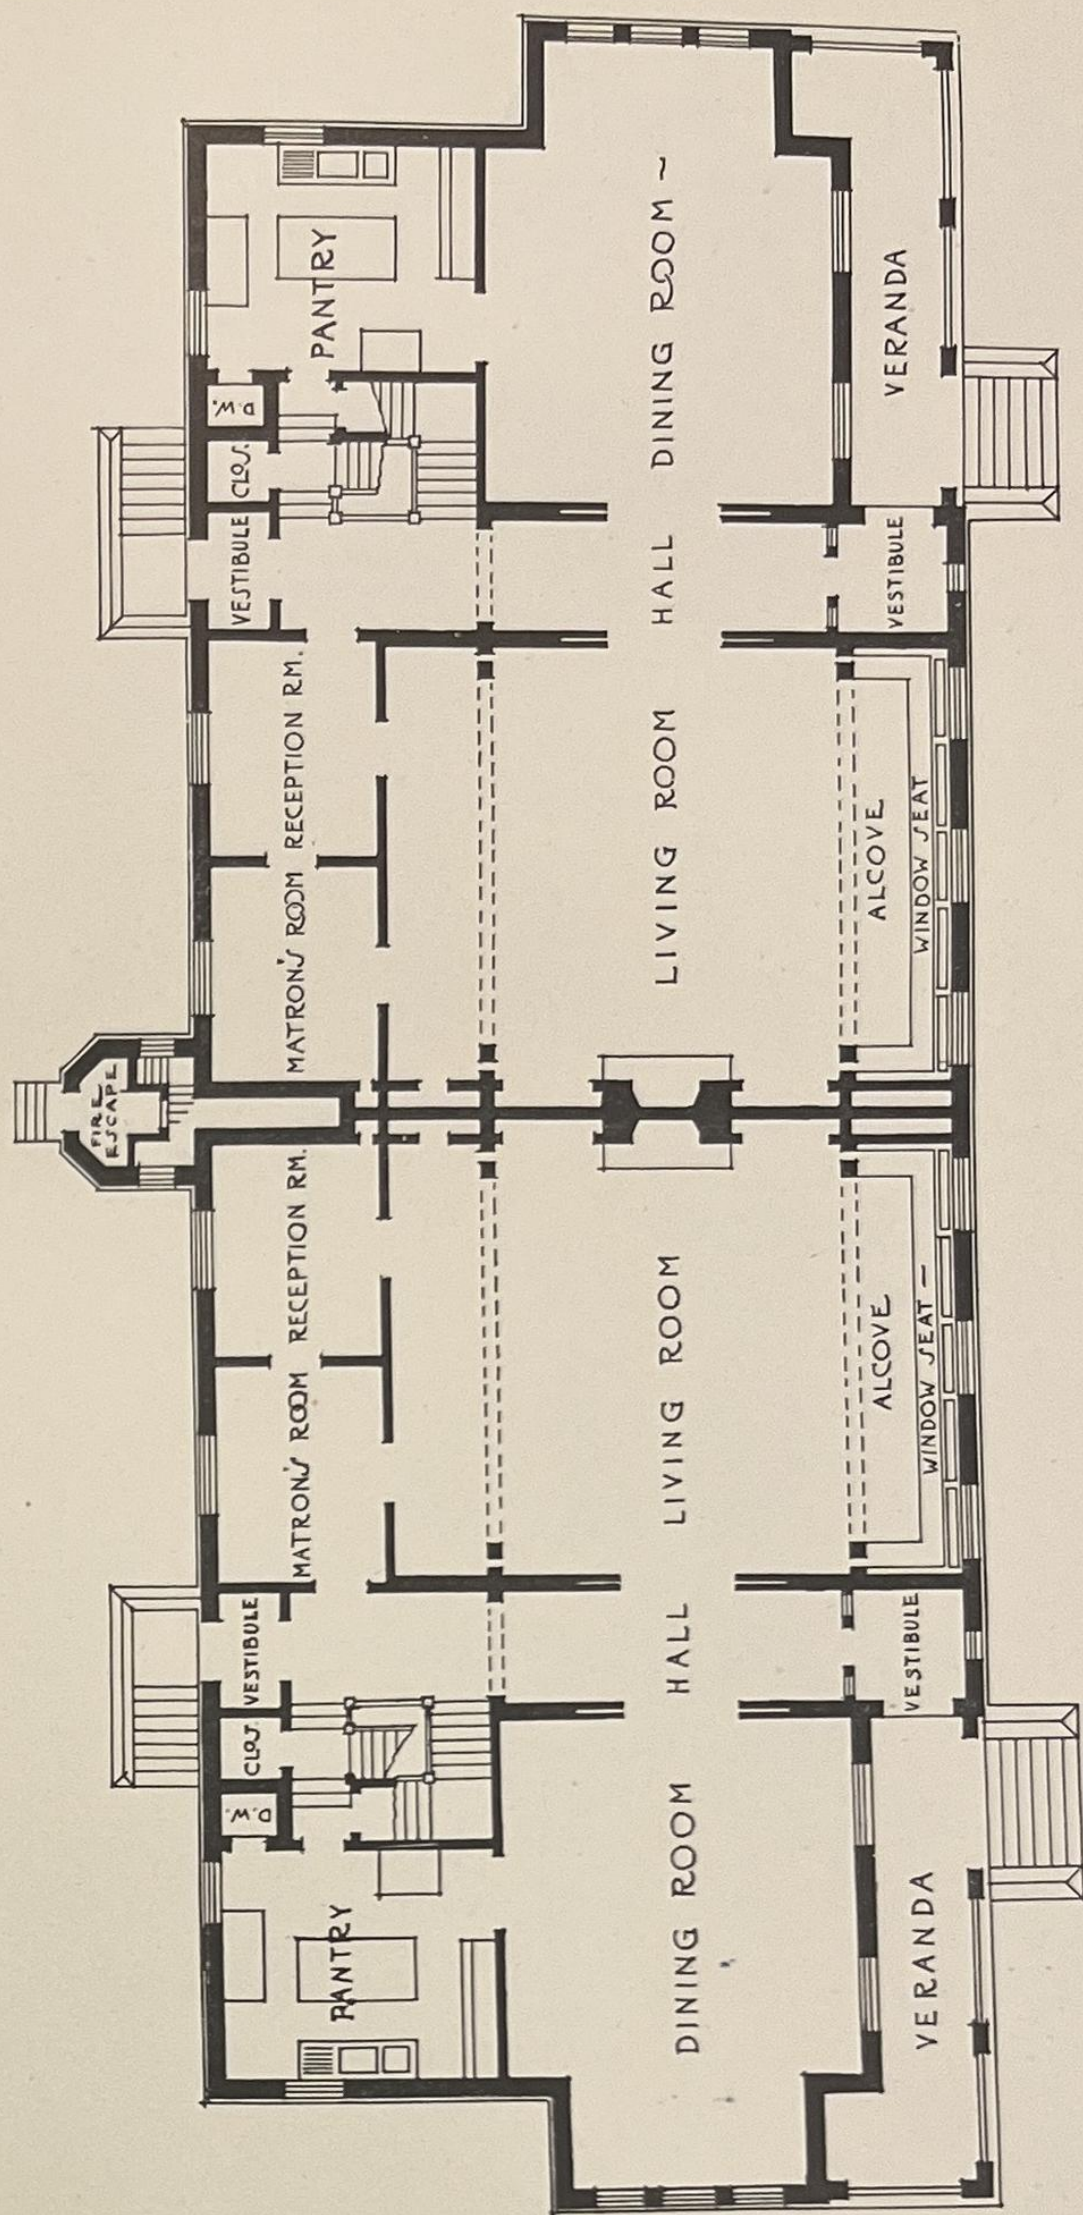 PANTRY
D.W.
CLOS.
VESTIBULE
MATRON'S ROOM RECEPTION RM.
FIRE
ESCAPE
MATRON'S ROOM RECEPTION RM.
VESTIBULE
CLOS.
D.W.
PANTRY
DINING ROOM HALL LIVING ROOM
LIVING ROOM HALL DINING ROOM ~
VERANDA
VESTIBULE
ALCOVE
WINDOW SEAT —
ALCOVE
WINDOW SEAT
VESTIBULE
VERANDA